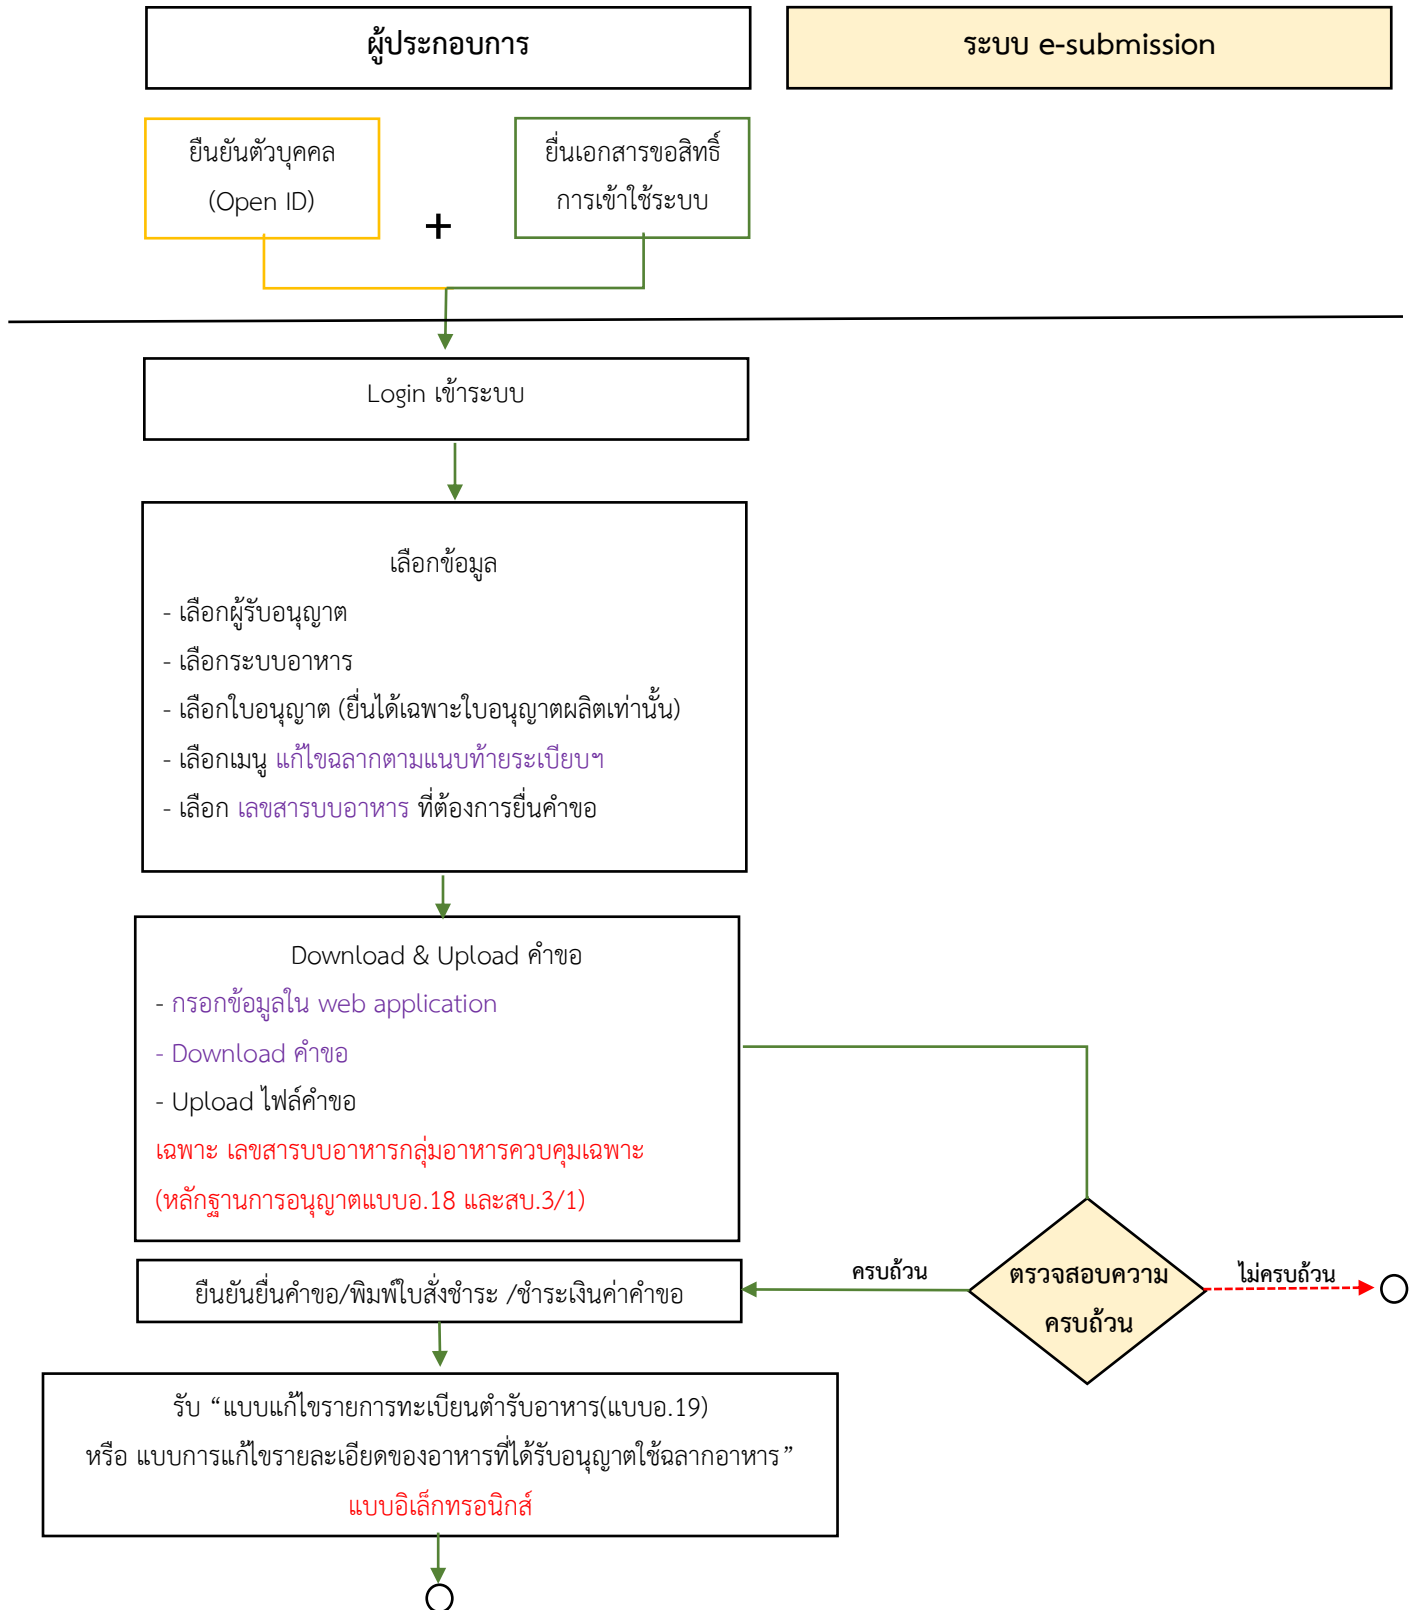 ผู้ประกอบการ
ระบบ e-submission
ยืนยันตัวบุคคล
(Open ID)
+
ยื่นเอกสารขอสิทธิ์
การเข้าใช้ระบบ
Login เข้าระบบ
เลือกข้อมูล
- เลือกผู้รับอนุญาต
- เลือกระบบอาหาร
- เลือกใบอนุญาต (ยื่นได้เฉพาะใบอนุญาตผลิตเท่านั้น)
- เลือกเมนู แก้ไขฉลากตามแนบท้ายระเบียบฯ
- เลือก เลขสารบบอาหาร ที่ต้องการยื่นคำขอ
Download & Upload คำขอ
- กรอกข้อมูลใน web application
- Download คำขอ
- Upload ไฟล์คำขอ
เฉพาะ เลขสารบบอาหารกลุ่มอาหารควบคุมเฉพาะ
(หลักฐานการอนุญาตแบบอ.18 และสบ.3/1)
ครบถ้วน
ตรวจสอบความ
ครบถ้วน
ไม่ครบถ้วน
ยืนยันยื่นคำขอ/พิมพ์ใบสั่งชำระ /ชำระเงินค่าคำขอ
รับ “แบบแก้ไขรายการทะเบียนตำรับอาหาร(แบบอ.19)
หรือ แบบการแก้ไขรายละเอียดของอาหารที่ได้รับอนุญาตใช้ฉลากอาหาร”
แบบอิเล็กทรอนิกส์